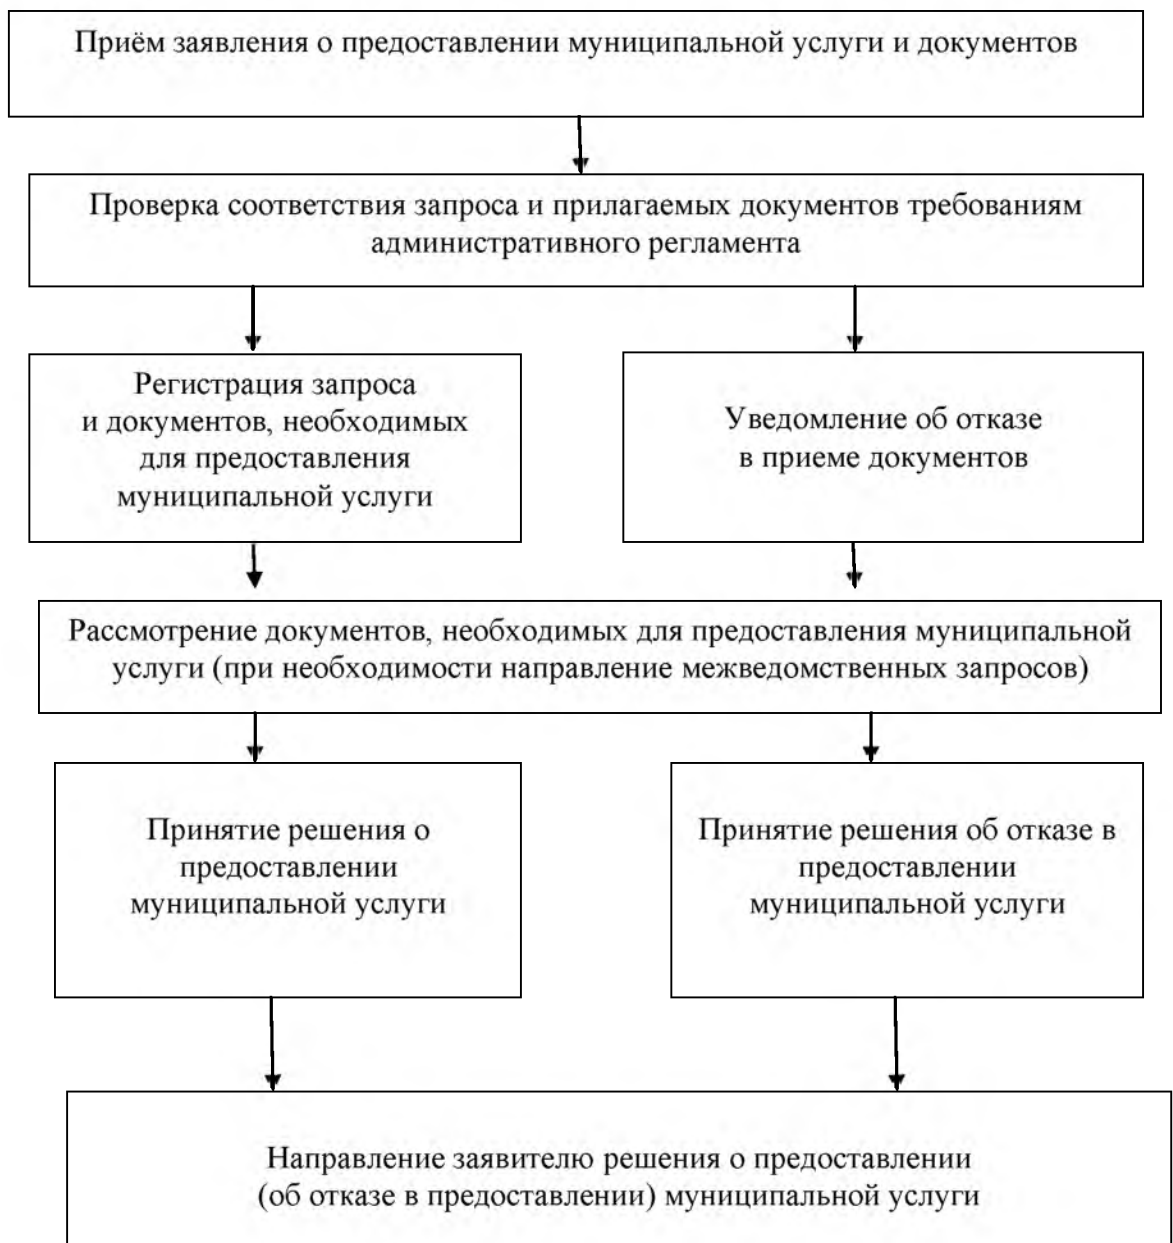 Приём заявления о предоставлении муниципальной услуги и документов
Проверка соответствия запроса и прилагаемых документов требованиям
административного регламента
Регистрация запроса
и документов, необходимых
для предоставления
муниципальной услуги
Уведомление об отказе
в приеме документов
Рассмотрение документов, необходимых для предоставления муниципальной
услуги (при необходимости направление межведомственных запросов)
Принятие решения о
предоставлении
муниципальной услуги
Принятие решения об отказе в
предоставлении
муниципальной услуги
Направление заявителю решения о предоставлении
(об отказе в предоставлении) муниципальной услуги